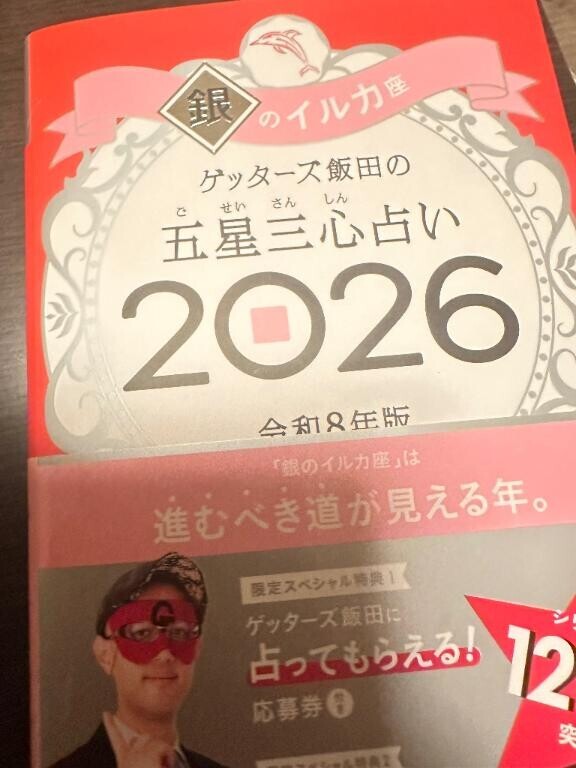 銀のイルカ座
ゲッターズ飯田の
ご せい さん しん
五星三心占い
2026
令和8年版
「銀のイルカ座」は
進むべき道が見える年。
限定スペシャル特典1
ゲッターズ飯田に
占ってもらえる!
応募券
G
12
突